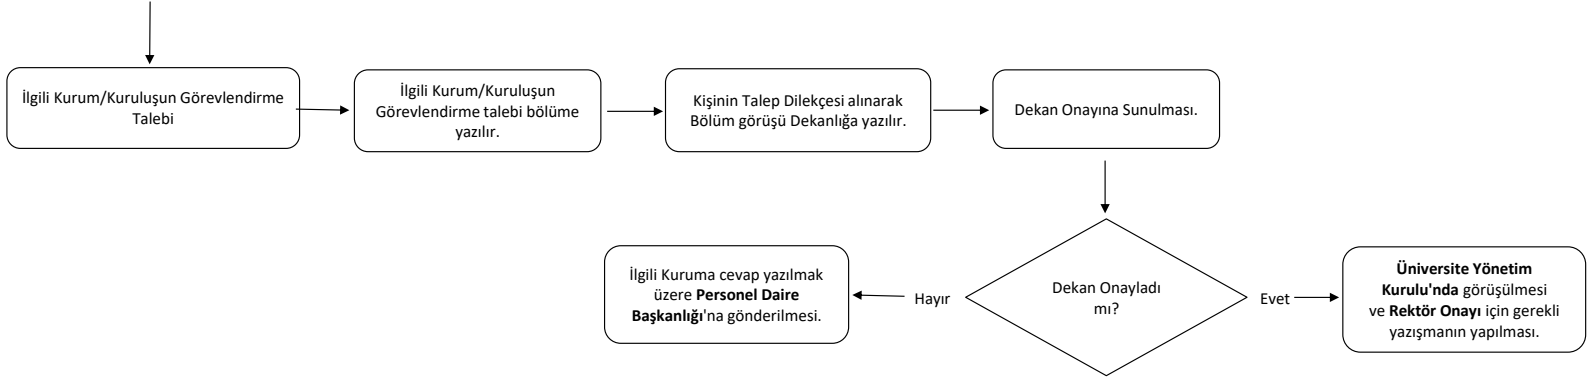 İlgili Kurum/Kuruluşun Görevlendirme
Talebi
İlgili Kurum/Kuruluşun
Görevlendirme talebi bölüme
yazılır.
Kişinin Talep Dilekçesi alınarak
Bölüm görüşü Dekanlığa yazılır.
Dekan Onayına Sunulması.
İlgili Kuruma cevap yazılmak
üzere Personel Daire
Başkanlığı'na gönderilmesi.
Hayır
Dekan Onayladı
mı?
Evet
Üniversite Yönetim
Kurulu'nda görüşülmesi
ve Rektör Onayı için gerekli
yazışmanın yapılması.